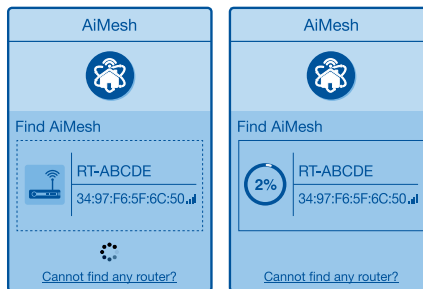 AiMesh
Find AiMesh
RT-ABCDE
34:97:F6:5F:6C:50
Cannot find any router?
AiMesh
Find AiMesh
2%
RT-ABCDE
34:97:F6:5F:6C:50
Cannot find any router?